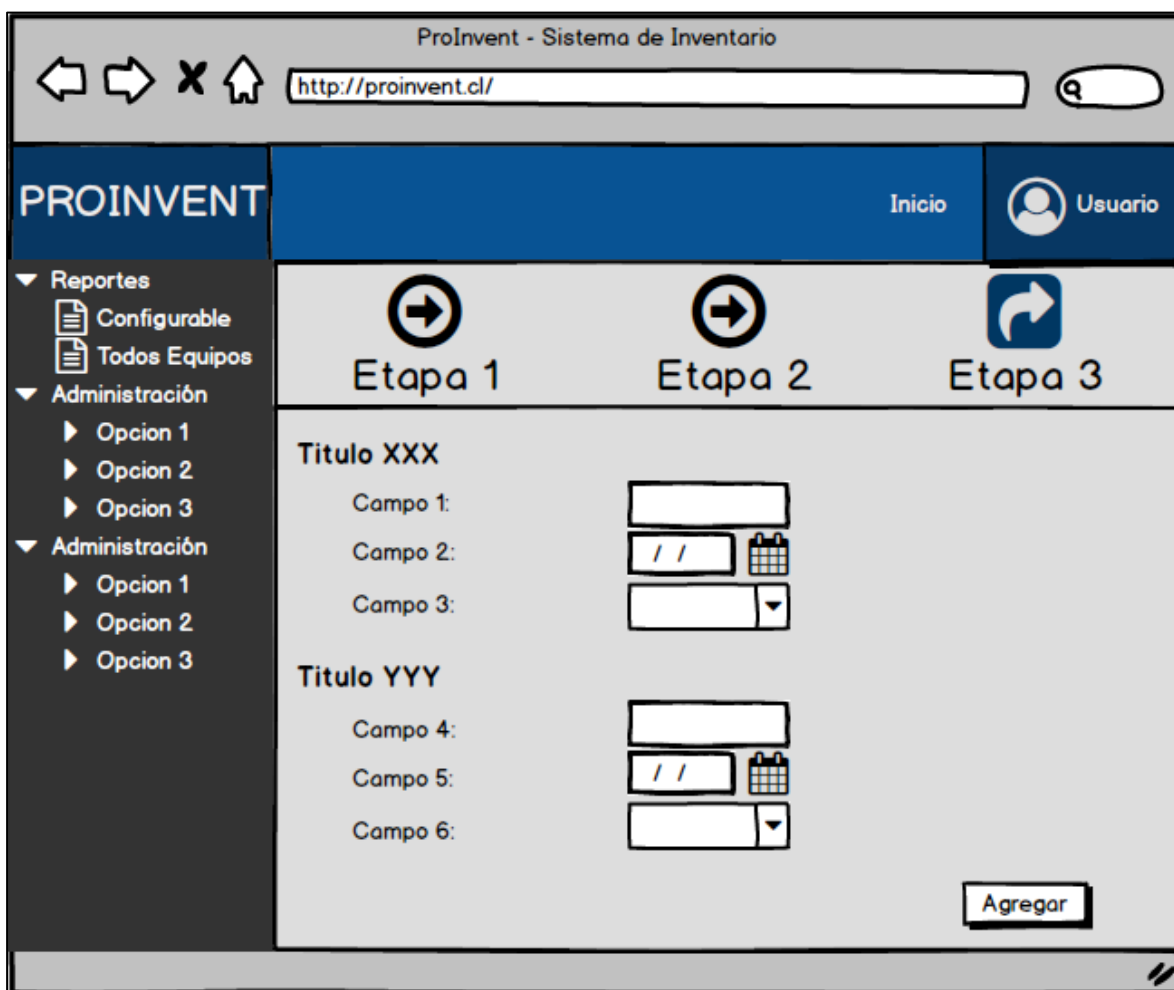 ProInvent - Sistema de Inventario
http://proinvent.cl/
PROINVENT
Inicio
Usuario
Reportes
Configurable
Todos Equipos
Administración
Opcion 1
Opcion 2
Opcion 3
Administración
Opcion 1
Opcion 2
Opcion 3
Etapa 1
Etapa 2
Etapa 3
Titulo XXX
Campo 1:
Campo 2:
/ /
Campo 3:
Titulo YYY
Campo 4:
Campo 5:
/ /
Campo 6:
Agregar